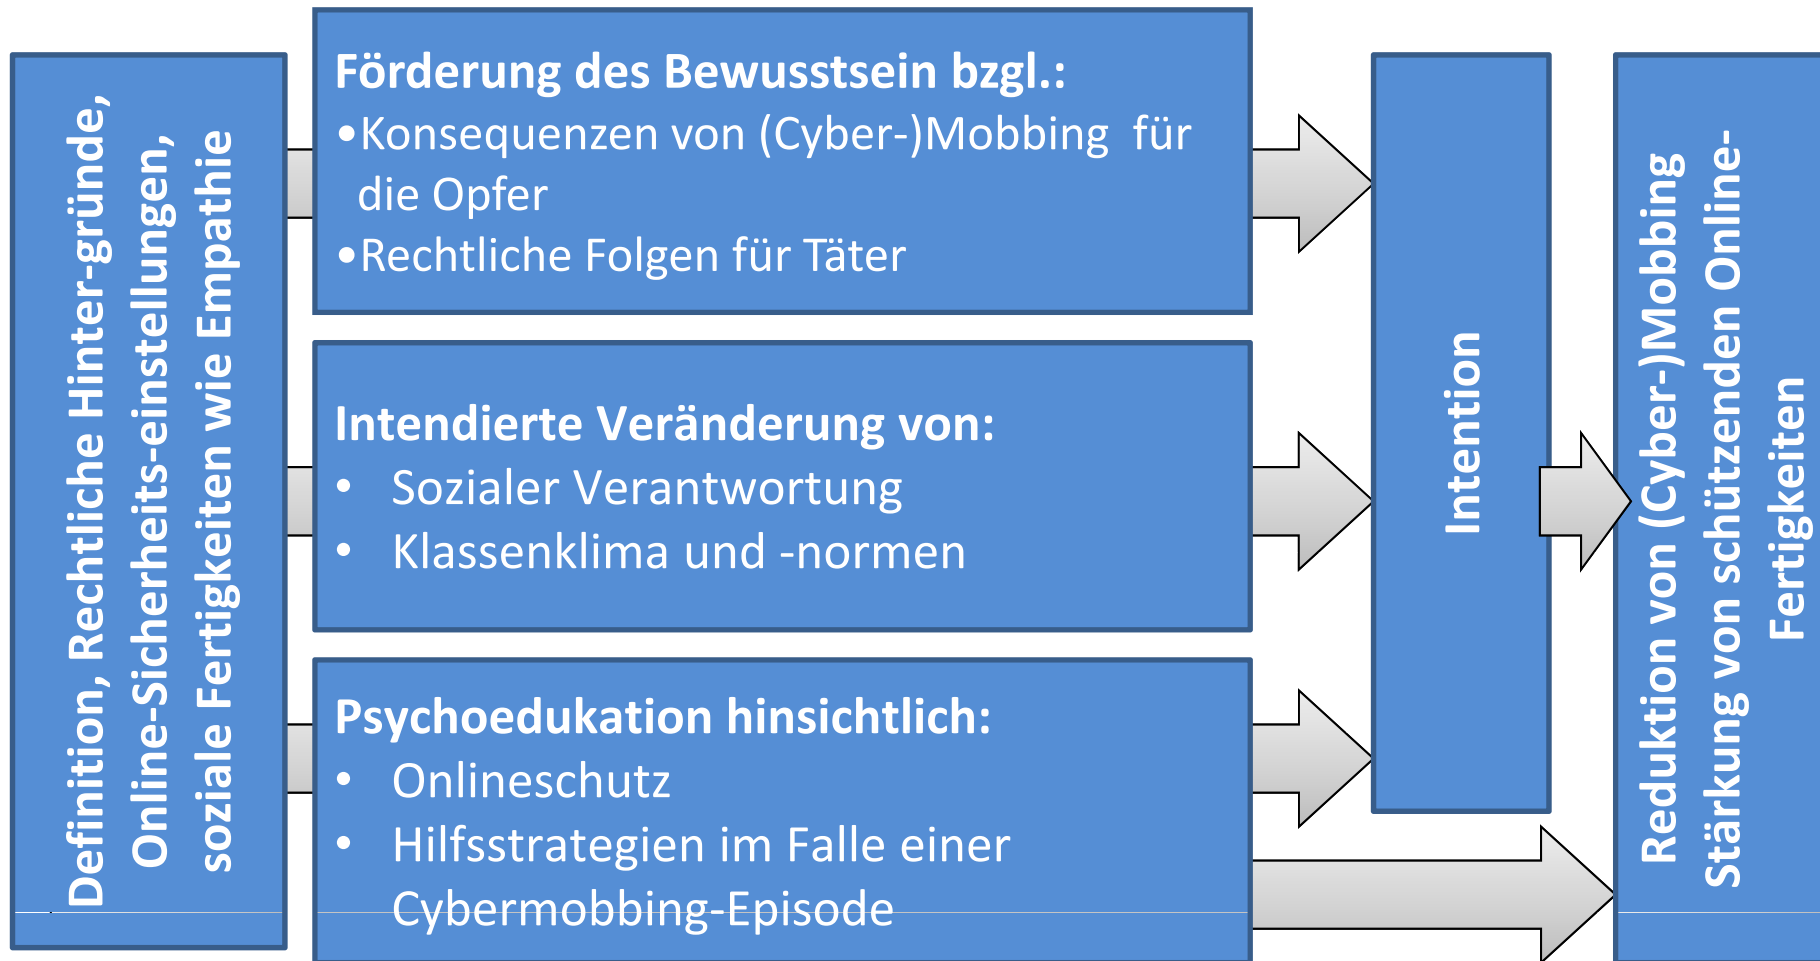 Definition, Rechtliche Hinter-gründe,
Online-Sicherheits-einstellungen,
soziale Fertigkeiten wie Empathie
Förderung des Bewusstsein bzgl.:
•Konsequenzen von (Cyber-)Mobbing für
die Opfer
•Rechtliche Folgen für Täter
Intendierte Veränderung von:
• Sozialer Verantwortung
• Klassenklima und -normen
Psychoedukation hinsichtlich:
• Onlineschutz
• Hilfsstrategien im Falle einer
Cybermobbing-Episode
Intention
Reduktion von (Cyber-)Mobbing
Stärkung von schützenden Online-
Fertigkeiten